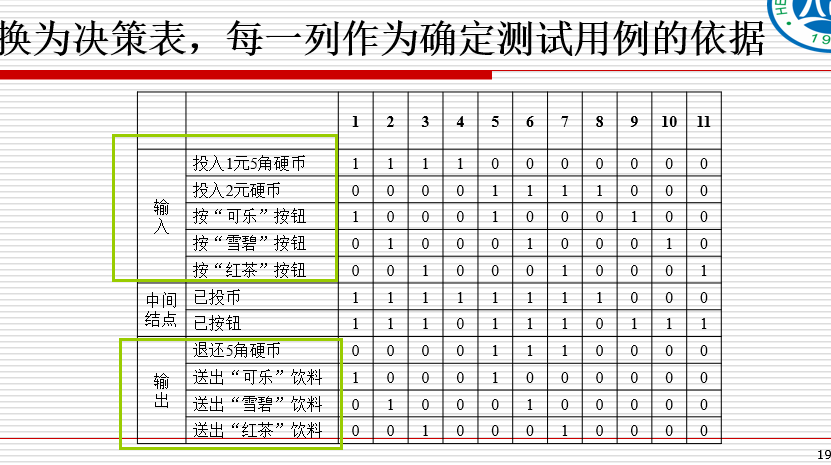 换为决策表，每一列作为确定测试用例的依据
1 2 3 4 5 6 7 8 9 10 11
输入
投入1元5角硬币 1 1 1 1 0 0 0 0 0 0 0
投入2元硬币 0 0 0 0 1 1 1 1 0 0 0
按“可乐”按钮 1 0 0 0 1 0 0 0 1 0 0
按“雪碧”按钮 0 1 0 0 0 1 0 0 0 1 0
按“红茶”按钮 0 0 1 0 0 0 1 0 0 0 1
中间结点
已投币 1 1 1 1 1 1 1 1 0 0 0
已按钮 1 1 1 0 1 1 1 0 1 1 1
输出
退还5角硬币 0 0 0 0 1 1 1 0 0 0 0
送出“可乐”饮料 1 0 0 0 1 0 0 0 0 0 0
送出“雪碧”饮料 0 1 0 0 0 1 0 0 0 0 0
送出“红茶”饮料 0 0 1 0 0 0 1 0 0 0 0
19